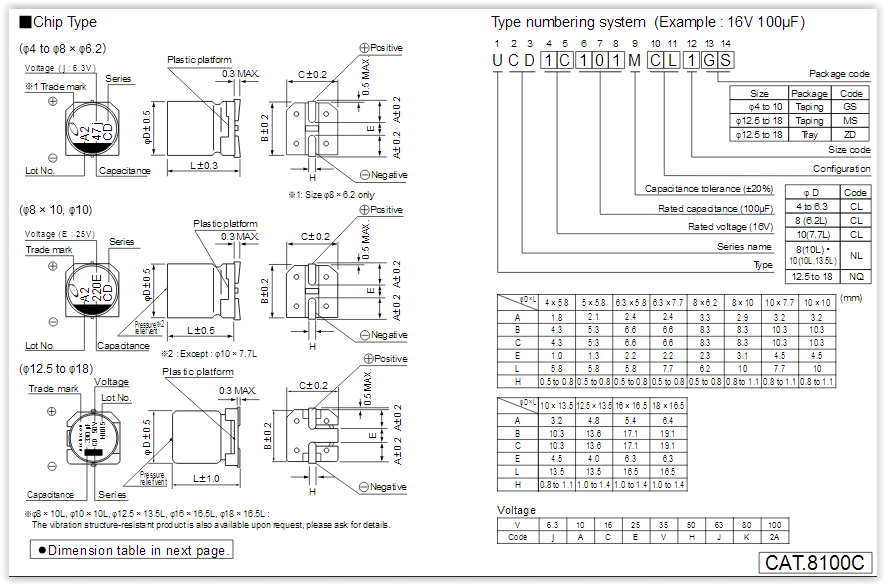 ■Chip Type
(φ4 to φ8 × φ6.2)
Voltage (j : 6.3V)
※1 Trade mark
Series
A2
47j
CD
Lot No.
Capacitance
Plastic platform
0.3 MAX.
φD±0.5
L±0.3
C±0.2
⊕Positive
0.5 MAX.
B±0.2
E
A±0.2
A±0.2
H
⊖Negative
※1: Size φ8 × 6.2 only
(φ8 × 10, φ10)
Voltage (E : 25V)
Trade mark
Series
A2
220E
CD
Lot No.
Capacitance
Plastic platform
0.3 MAX.
φD±0.5
Pressure※2
relief vent
L±0.5
C±0.2
⊕Positive
0.5 MAX.
B±0.2
E
A±0.2
A±0.2
H
⊖Negative
※2 : Except : φ10 × 7.7L
(φ12.5 to φ18)
Trade mark
Voltage
Lot No.
nichicon
CD 50V
Capacitance
Series
Plastic platform
0.3 MAX.
φD±0.5
Pressure
relief vent
L±1.0
C±0.2
⊕Positive
0.5 MAX.
B±0.2
E
A±0.2
A±0.2
H
⊖Negative
※φ8 × 10L, φ10 × 10L, φ12.5 × 13.5L, φ16 × 16.5L, φ18 × 16.5L :
The vibration structure-resistant product is also available upon request, please ask for details.
●Dimension table in next page.
Type numbering system (Example : 16V 100μF)
1 2 3 4 5 6 7 8 9 10 11 12 13 14
U C D 1 C 1 0 1 M C L 1 G S
Package code
Size Package Code
φ4 to 10 Taping GS
φ12.5 to 18 Taping MS
φ12.5 to 18 Tray ZD
Size code
Configuration
Capacitance tolerance (±20%)
Rated capacitance (100μF)
Rated voltage (16V)
Series name
Type
φ D Code
4 to 6.3 CL
8 (6.2L) CL
10(7.7L) CL
8(10L) •
10(10L,13.5L) NL
12.5 to 18 NQ
(mm)
φD×L 4 × 5.8 5 × 5.8 6.3 × 5.8 6.3 × 7.7 8 × 6.2 8 × 10 10 × 7.7 10 × 10
A 1.8 2.1 2.4 2.4 3.3 2.9 3.2 3.2
B 4.3 5.3 6.6 6.6 8.3 8.3 10.3 10.3
C 4.3 5.3 6.6 6.6 8.3 8.3 10.3 10.3
E 1.0 1.3 2.2 2.2 2.3 3.1 4.5 4.5
L 5.8 5.8 5.8 7.7 6.2 10 7.7 10
H 0.5 to 0.8 0.5 to 0.8 0.5 to 0.8 0.5 to 0.8 0.5 to 0.8 0.8 to 1.1 0.8 to 1.1 0.8 to 1.1
φD×L 10 × 13.5 12.5 × 13.5 16 × 16.5 18 × 16.5
A 3.2 4.8 5.4 6.4
B 10.3 13.6 17.1 19.1
C 10.3 13.6 17.1 19.1
E 4.5 4.0 6.3 6.3
L 13.5 13.5 16.5 16.5
H 0.8 to 1.1 1.0 to 1.4 1.0 to 1.4 1.0 to 1.4
Voltage
V 6.3 10 16 25 35 50 63 80 100
Code j A C E V H J K 2A
CAT.8100C